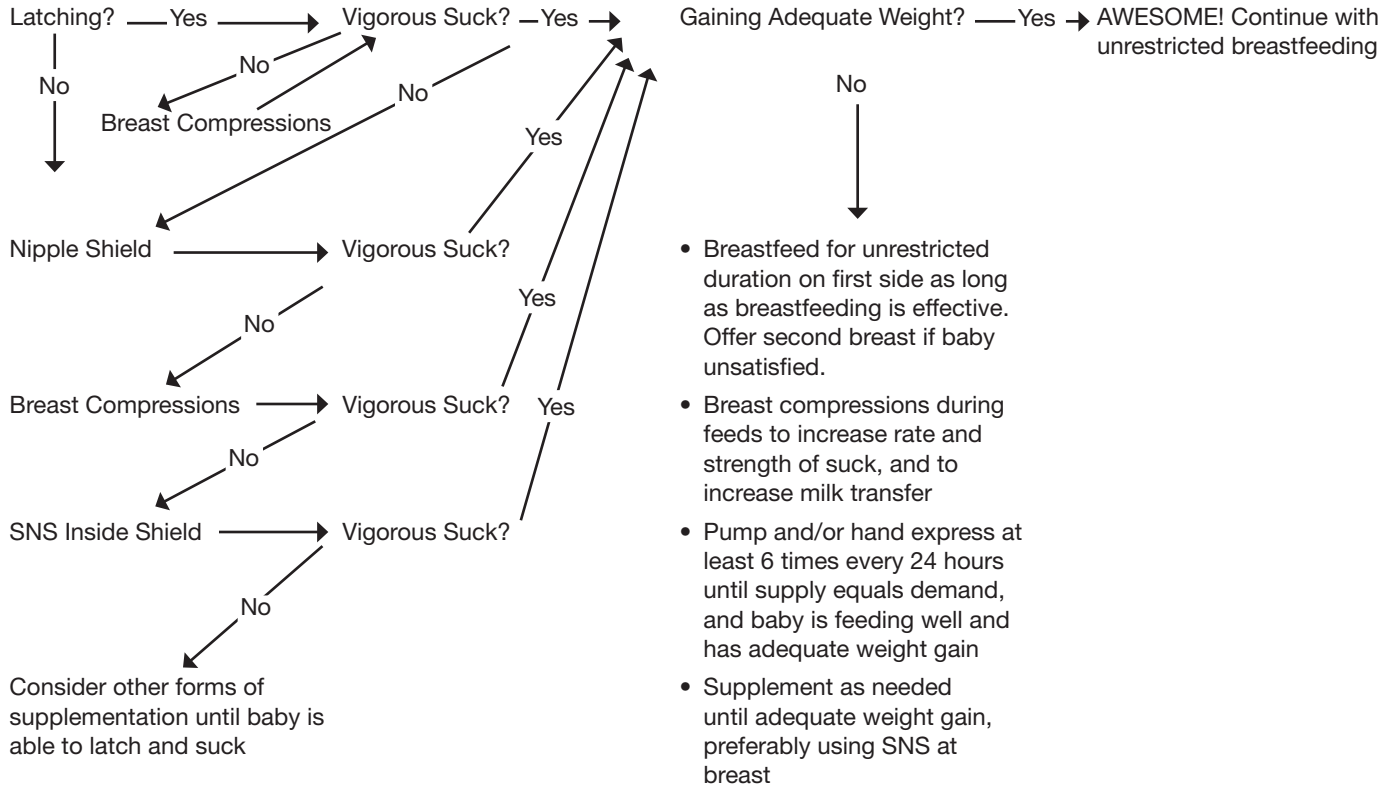 Latching? Yes Vigorous Suck? Yes Gaining Adequate Weight? Yes AWESOME! Continue with
unrestricted breastfeeding
No
No
No
No
Breast Compressions
Yes
Nipple Shield Vigorous Suck?
Yes
No
Breast Compressions Vigorous Suck? Yes
No
SNS Inside Shield Vigorous Suck?
No
Consider other forms of
supplementation until baby is
able to latch and suck
• Breastfeed for unrestricted
duration on first side as long
as breastfeeding is effective.
Offer second breast if baby
unsatisfied.
• Breast compressions during
feeds to increase rate and
strength of suck, and to
increase milk transfer
• Pump and/or hand express at
least 6 times every 24 hours
until supply equals demand,
and baby is feeding well and
has adequate weight gain
• Supplement as needed
until adequate weight gain,
preferably using SNS at
breast